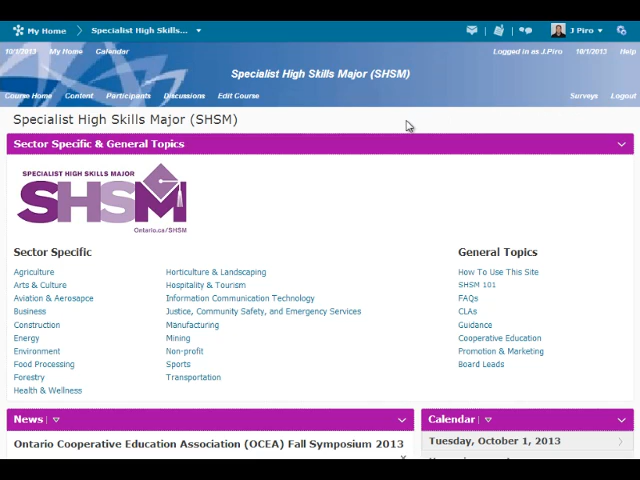 My Home Specialist High Skills... J Piro
10/1/2013 My Home Calendar Logged in as J.Piro 10/1/2013 Help
Specialist High Skills Major (SHSM)
Course Home Content Participants Discussions Edit Course Surveys Logout
Specialist High Skills Major (SHSM)
Sector Specific & General Topics
SPECIALIST HIGH SKILLS MAJOR
SHSM
Ontario.ca/SHSM
Sector Specific
Agriculture
Arts & Culture
Aviation & Aerosapce
Business
Construction
Energy
Environment
Food Processing
Forestry
Health & Wellness
Horticulture & Landscaping
Hospitality & Tourism
Information Communication Technology
Justice, Community Safety, and Emergency Services
Manufacturing
Mining
Non-profit
Sports
Transportation
General Topics
How To Use This Site
SHSM 101
FAQs
CLAs
Guidance
Cooperative Education
Promotion & Marketing
Board Leads
News
Ontario Cooperative Education Association (OCEA) Fall Symposium 2013
Calendar
Tuesday, October 1, 2013